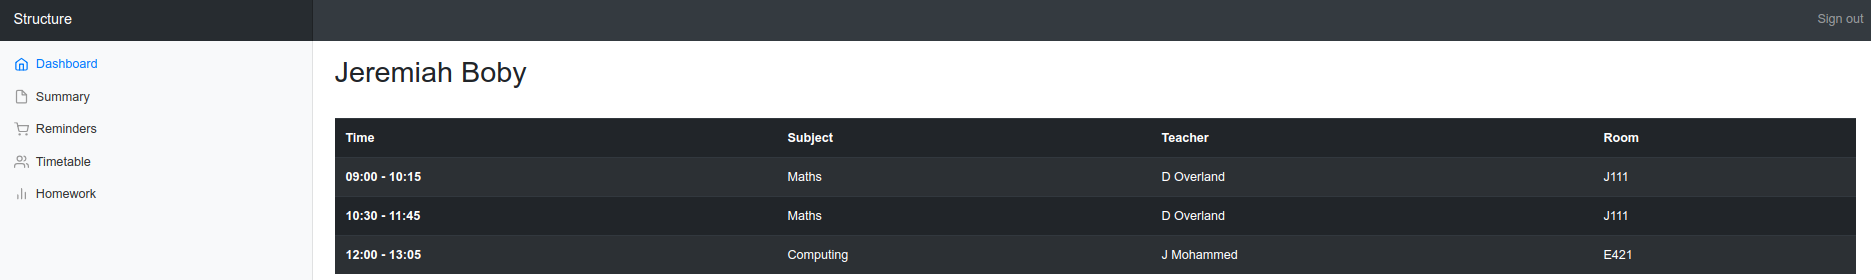 Structure
Sign out
Dashboard
Summary
Reminders
Timetable
Homework
Jeremiah Boby
Time Subject Teacher Room
09:00 - 10:15 Maths D Overland J111
10:30 - 11:45 Maths D Overland J111
12:00 - 13:05 Computing J Mohammed E421